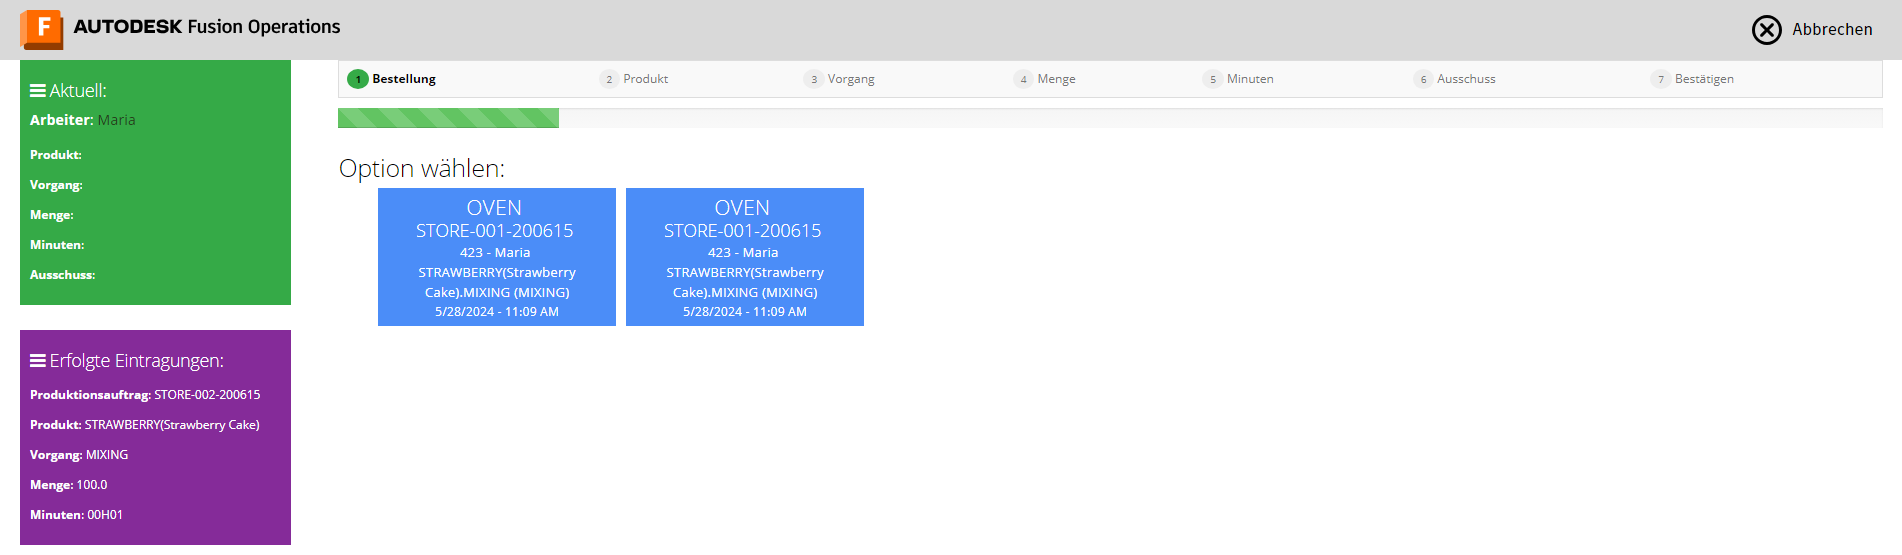 F AUTODESK Fusion Operations
Abbrechen
Aktuell:
Arbeiter: Maria
Produkt:
Vorgang:
Menge:
Minuten:
Ausschuss:
Erfolgte Eintragungen:
Produktionsauftrag: STORE-002-200615
Produkt: STRAWBERRY(Strawberry Cake)
Vorgang: MIXING
Menge: 100.0
Minuten: 00H01
1 Bestellung
2 Produkt
3 Vorgang
4 Menge
5 Minuten
6 Ausschuss
7 Bestätigen
Option wählen:
OVEN
STORE-001-200615
423 - Maria
STRAWBERRY(Strawberry
Cake).MIXING (MIXING)
5/28/2024 - 11:09 AM
OVEN
STORE-001-200615
423 - Maria
STRAWBERRY(Strawberry
Cake).MIXING (MIXING)
5/28/2024 - 11:09 AM